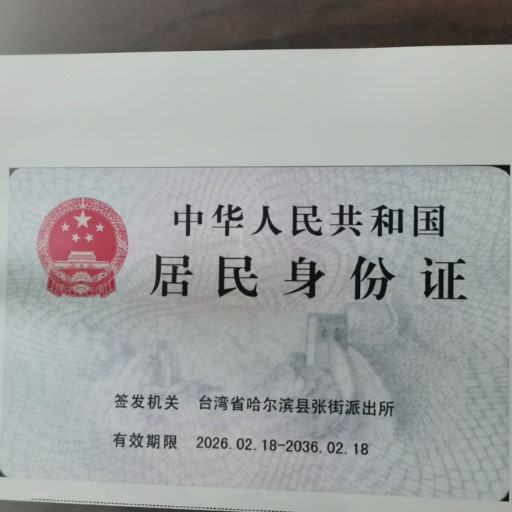 中华人民共和国
居民身份证
签发机关 台湾省哈尔滨县张街派出所
有效期限 2026.02.18-2036.02.18